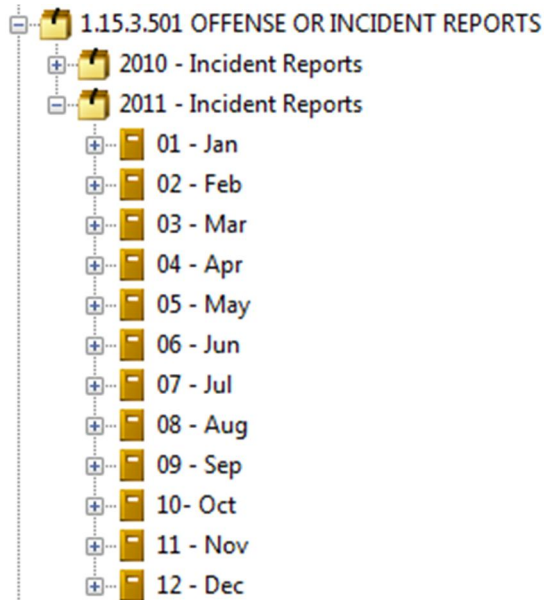 1.15.3.501 OFFENSE OR INCIDENT REPORTS
2010 - Incident Reports
2011 - Incident Reports
01 - Jan
02 - Feb
03 - Mar
04 - Apr
05 - May
06 - Jun
07 - Jul
08 - Aug
09 - Sep
10- Oct
11 - Nov
12 - Dec